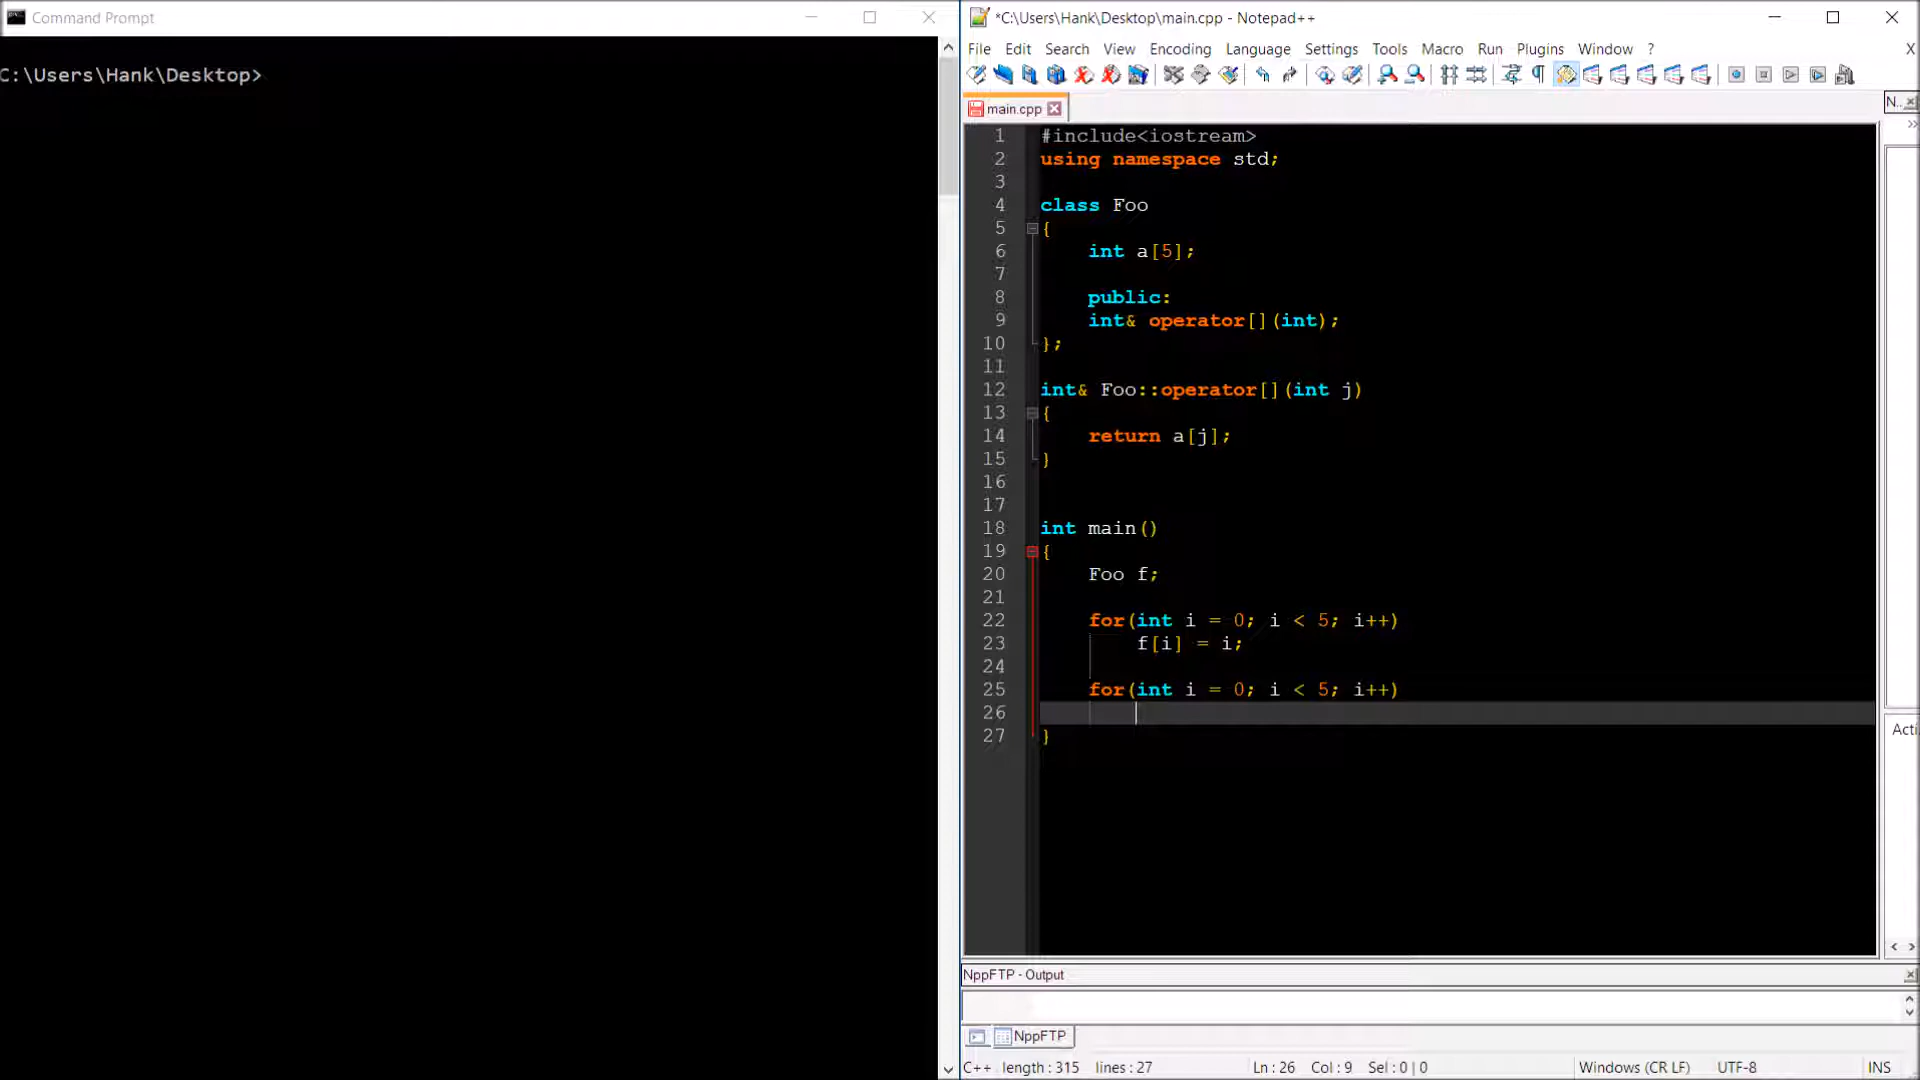 Command Prompt
C:\Users\Hank\Desktop>
*C:\Users\Hank\Desktop\main.cpp - Notepad++
File Edit Search View Encoding Language Settings Tools Macro Run Plugins Window ? X
main.cpp
N..
1 #include<iostream>
2 using namespace std;
3
4 class Foo
5 {
6 int a[5];
7
8 public:
9 int& operator[](int);
10 };
11
12 int& Foo::operator[](int j)
13 {
14 return a[j];
15 }
16
17
18 int main()
19 {
20 Foo f;
21
22 for(int i = 0; i < 5; i++)
23 f[i] = i;
24
25 for(int i = 0; i < 5; i++)
26
27 }
Acti
NppFTP - Output
NppFTP
C++ length : 315 lines : 27 Ln : 26 Col : 9 Sel : 0 | 0 Windows (CR LF) UTF-8 INS